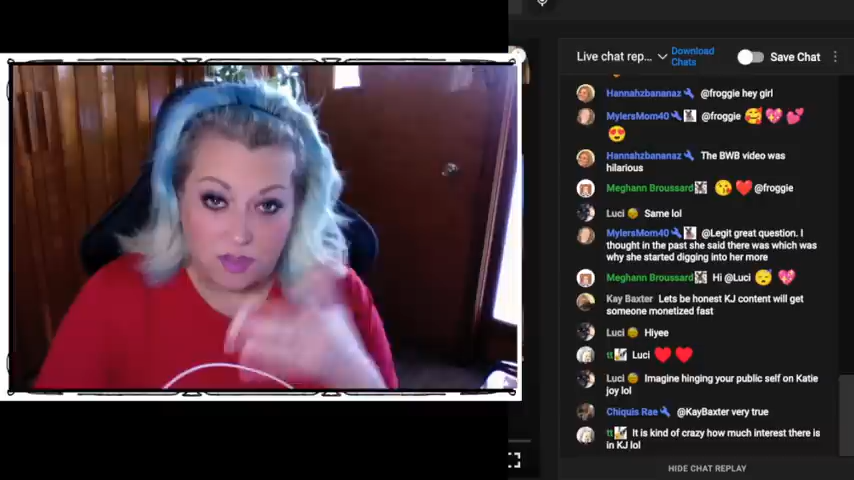 Live chat rep...
Download
Chats
Save Chat
Hannahzbananaz @froggie hey girl
MylersMom40 @froggie
Hannahzbananaz The BWB video was
hilarious
Meghann Broussard @froggie
Luci Same lol
MylersMom40 @Legit great question. I
thought in the past she said there was which was
why she started digging into her more
Meghann Broussard Hi @Luci
Kay Baxter Lets be honest KJ content will get
someone monetized fast
Luci Hiyee
tt Luci
Luci Imagine hinging your public self on Katie
joy lol
Chiquis Rae @KayBaxter very true
tt It is kind of crazy how much interest there is
in KJ lol
HIDE CHAT REPLAY